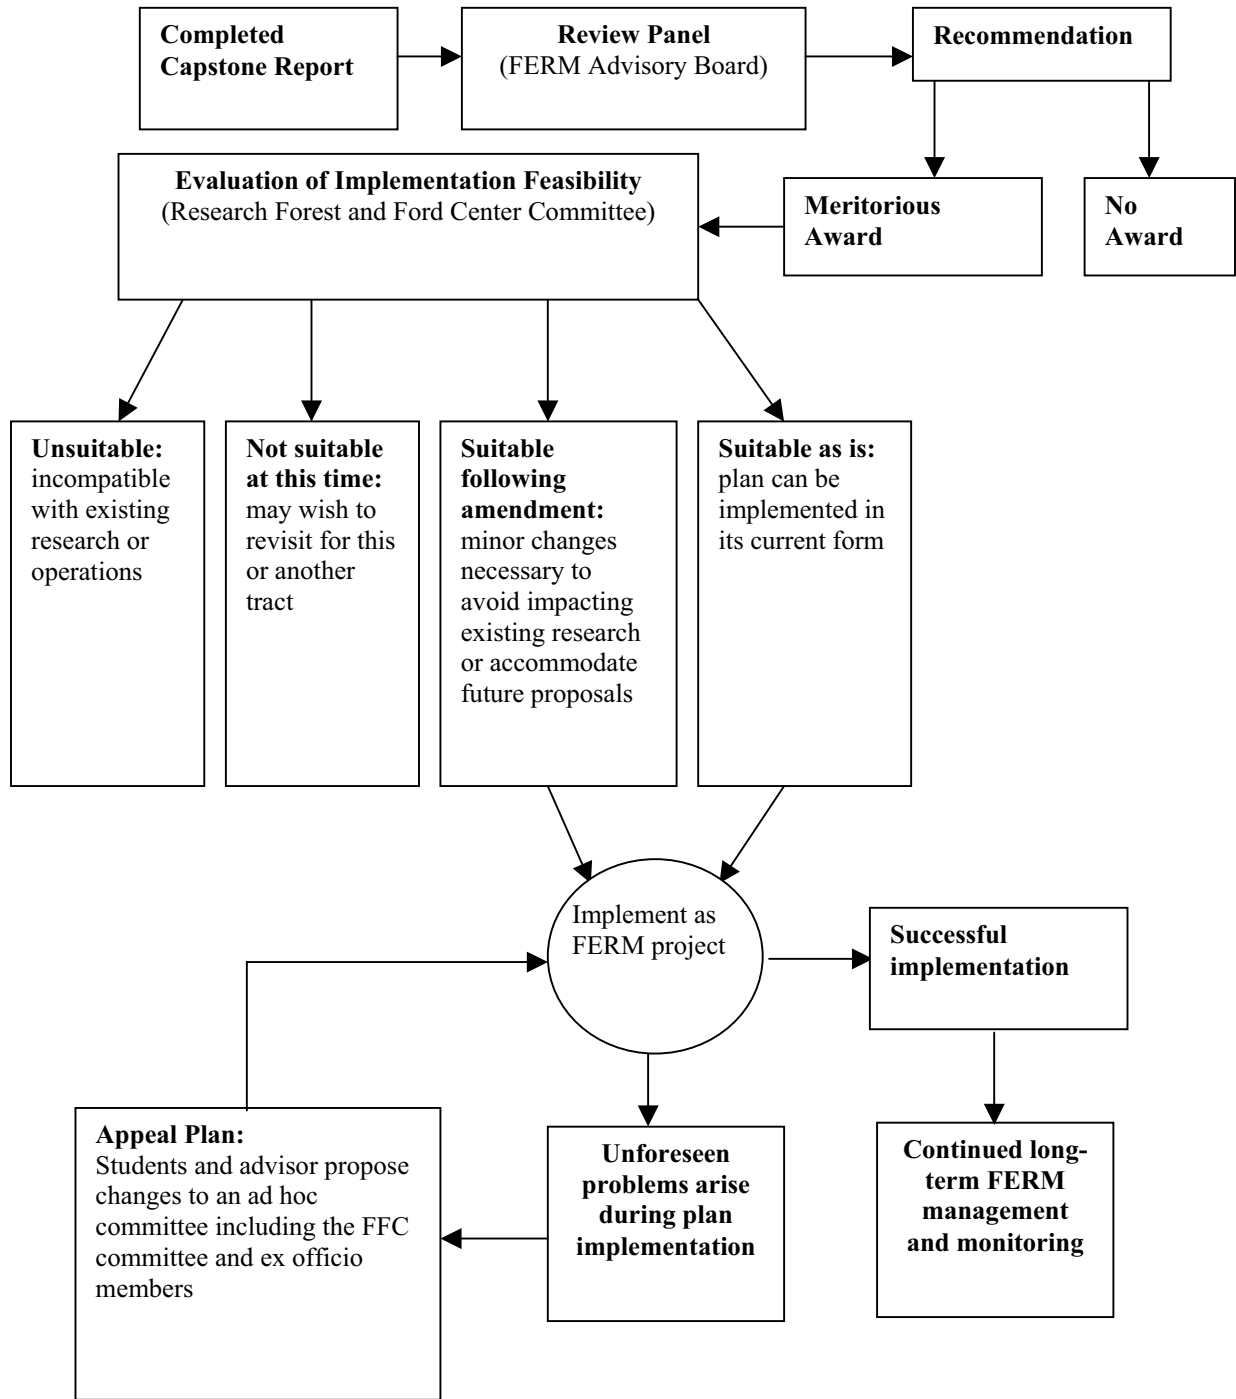 Completed
Capstone Report
Review Panel
(FERM Advisory Board)
Recommendation
Evaluation of Implementation Feasibility
(Research Forest and Ford Center Committee)
Meritorious
Award
No
Award
Unsuitable:
incompatible
with existing
research or
operations
Not suitable
at this time:
may wish to
revisit for this
or another
tract
Suitable
following
amendment:
minor changes
necessary to
avoid impacting
existing research
or accommodate
future proposals
Suitable as is:
plan can be
implemented in
its current form
Implement as
FERM project
Successful
implementation
Appeal Plan:
Students and advisor propose
changes to an ad hoc
committee including the FFC
committee and ex officio
members
Unforeseen
problems arise
during plan
implementation
Continued long-
term FERM
management
and monitoring